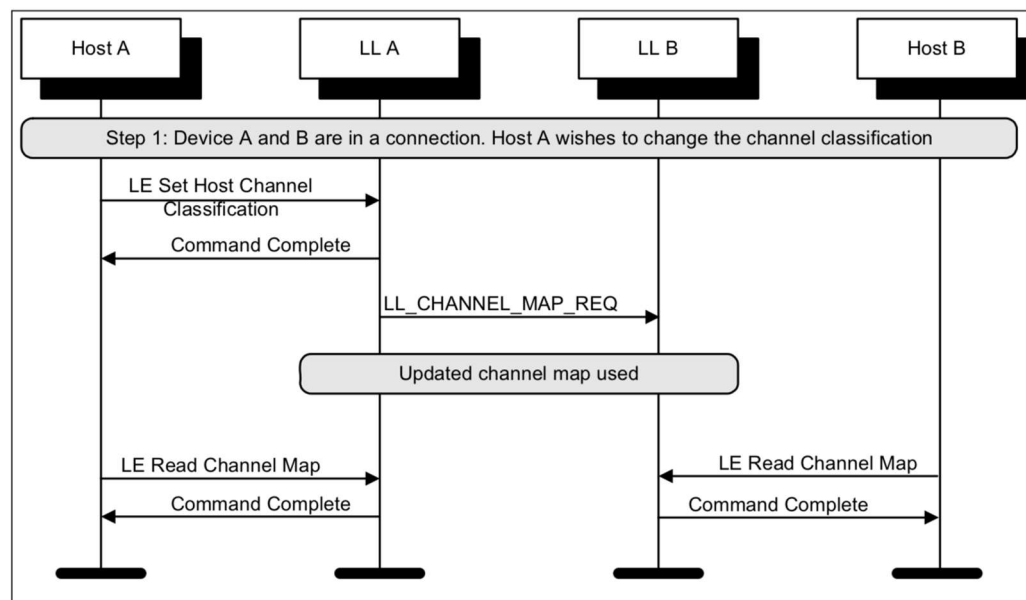 Host A
LL A
LL B
Host B
Step 1: Device A and B are in a connection. Host A wishes to change the channel classification
LE Set Host Channel
Classification
Command Complete
LL_CHANNEL_MAP_REQ
Updated channel map used
LE Read Channel Map
LE Read Channel Map
Command Complete
Command Complete